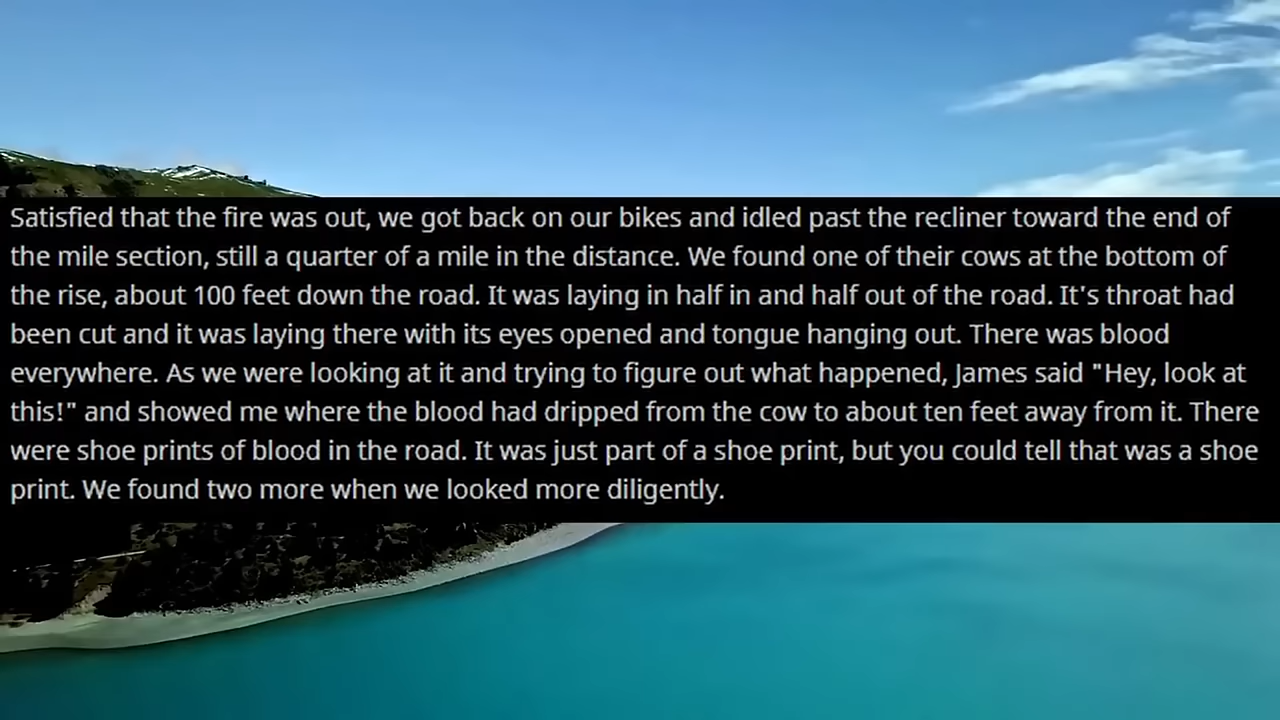 Satisfied that the fire was out, we got back on our bikes and idled past the recliner toward the end of
the mile section, still a quarter of a mile in the distance. We found one of their cows at the bottom of
the rise, about 100 feet down the road. It was laying in half in and half out of the road. It's throat had
been cut and it was laying there with its eyes opened and tongue hanging out. There was blood
everywhere. As we were looking at it and trying to figure out what happened, James said "Hey, look at
this!" and showed me where the blood had dripped from the cow to about ten feet away from it. There
were shoe prints of blood in the road. It was just part of a shoe print, but you could tell that was a shoe
print. We found two more when we looked more diligently.